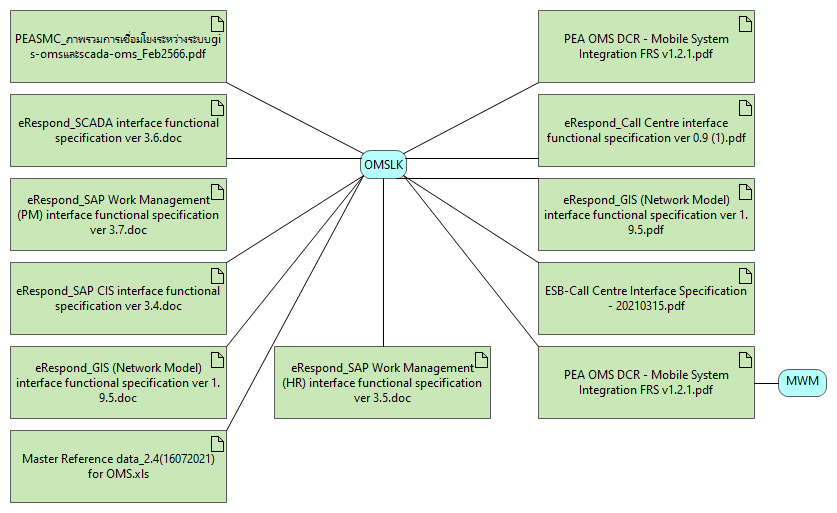 PEASMC_ภาพรวมการเชื่อมโยงระหว่างระบบgi
s-omsและscada-oms_Feb2566.pdf
PEA OMS DCR - Mobile System
Integration FRS v1.2.1.pdf
eRespond_SCADA interface functional
specification ver 3.6.doc
eRespond_Call Centre interface
functional specification ver 0.9 (1).pdf
OMSLK
eRespond_SAP Work Management
(PM) interface functional specification
ver 3.7.doc
eRespond_GIS (Network Model)
interface functional specification ver 1.
9.5.pdf
eRespond_SAP CIS interface functional
specification ver 3.4.doc
ESB-Call Centre Interface Specification
- 20210315.pdf
eRespond_GIS (Network Model)
interface functional specification ver 1.
9.5.doc
eRespond_SAP Work Management
(HR) interface functional specification
ver 3.5.doc
PEA OMS DCR - Mobile System
Integration FRS v1.2.1.pdf
MWM
Master Reference data_2.4(16072021)
for OMS.xls